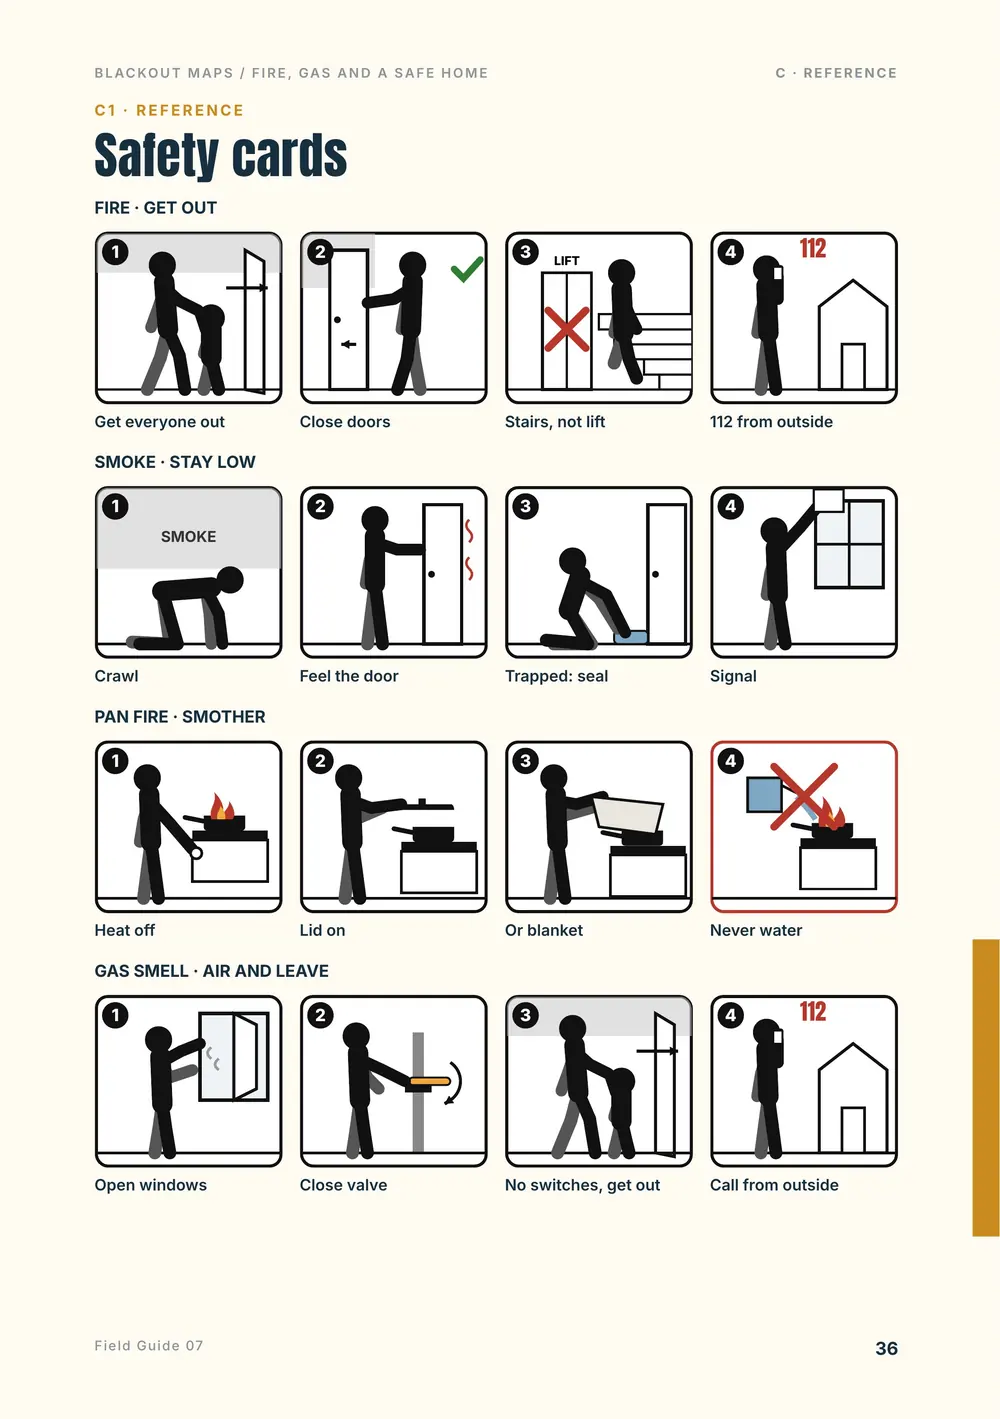 BLACKOUT MAPS / FIRE, GAS AND A SAFE HOME
C · REFERENCE
C1 · REFERENCE
Safety cards
FIRE · GET OUT
1
2
3
LIFT
4
112
Get everyone out
Close doors
Stairs, not lift
112 from outside
SMOKE · STAY LOW
1
SMOKE
2
3
4
Crawl
Feel the door
Trapped: seal
Signal
PAN FIRE · SMOTHER
1
2
3
4
Heat off
Lid on
Or blanket
Never water
GAS SMELL · AIR AND LEAVE
1
2
3
4
112
Open windows
Close valve
No switches, get out
Call from outside
Field Guide 07
36